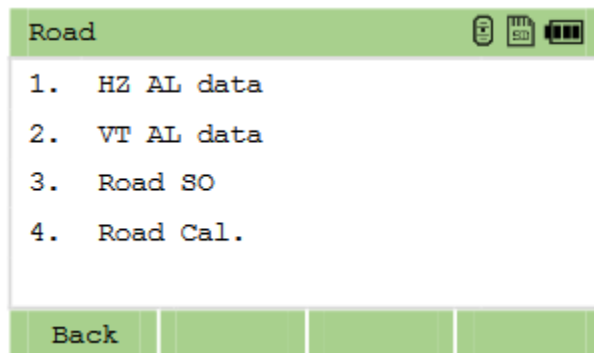 Road
1. HZ AL data
2. VT AL data
3. Road SO
4. Road Cal.
Back